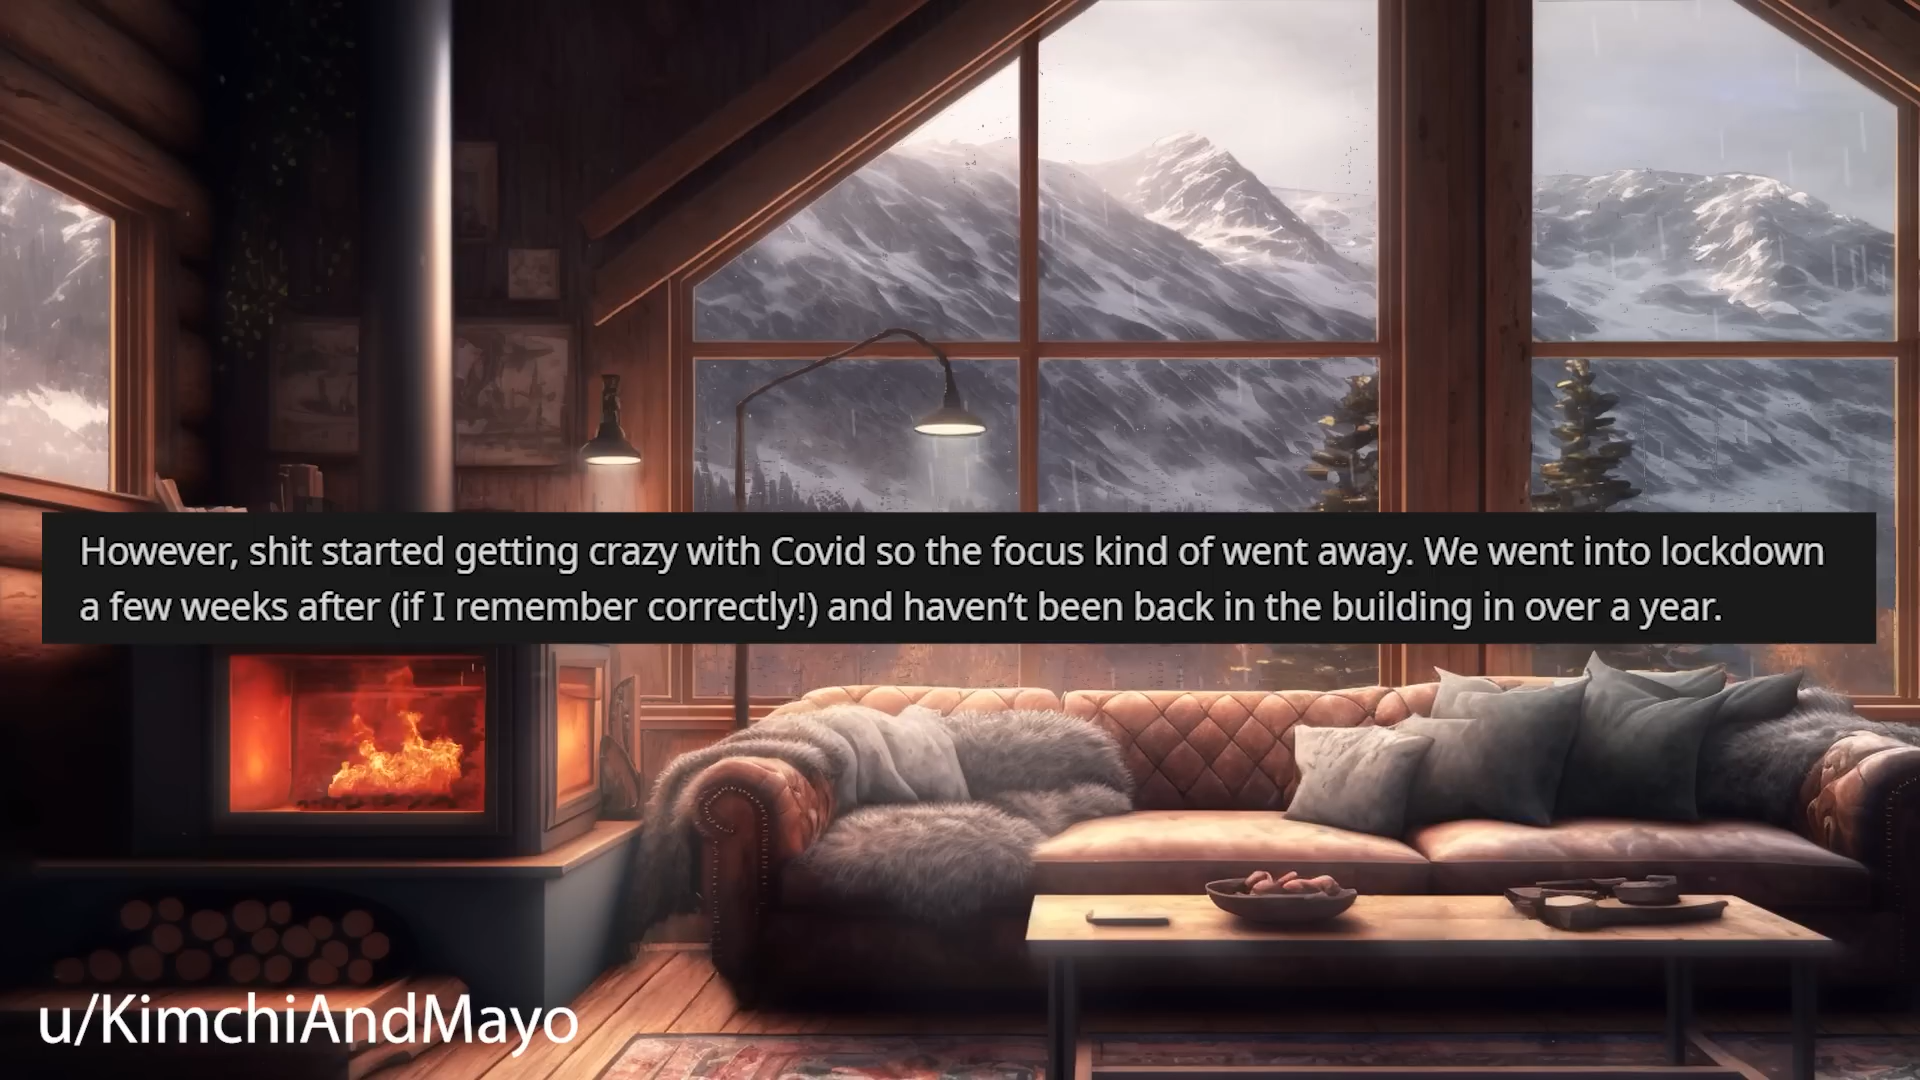 However, shit started getting crazy with Covid so the focus kind of went away. We went into lockdown
a few weeks after (if I remember correctly!) and haven’t been back in the building in over a year.
u/KimchiAndMayo